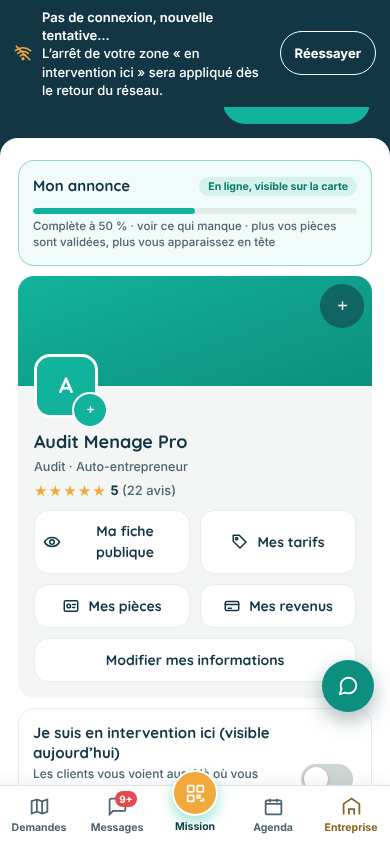 Pas de connexion, nouvelle
tentative…
L’arrêt de votre zone « en
intervention ici » sera appliqué dès
le retour du réseau.
Réessayer
Mon annonce
En ligne, visible sur la carte
Complète à 50 % · voir ce qui manque · plus vos pièces
sont validées, plus vous apparaissez en tête
+
A
+
Audit Menage Pro
Audit · Auto-entrepreneur
★★★★★ 5 (22 avis)
Ma fiche
publique
Mes tarifs
Mes pièces
Mes revenus
Modifier mes informations
Je suis en intervention ici (visible
aujourd’hui)
Les clients vous voient où vous
9+
Demandes
Messages
Mission
Agenda
Entreprise